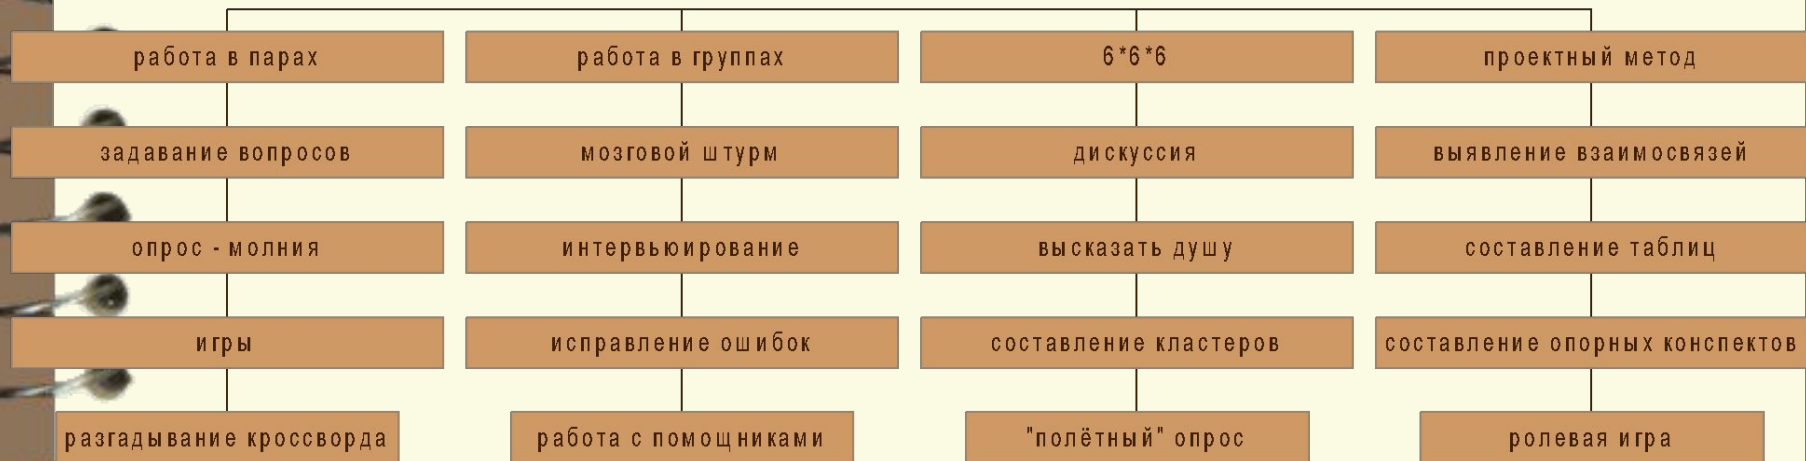 работа в парах
работа в группах
6*6*6
проектный метод
задавание вопросов
мозговой штурм
дискуссия
выявление взаимосвязей
опрос - молния
интервьюирование
высказать душу
составление таблиц
игры
исправление ошибок
составление кластеров
составление опорных конспектов
разгадывание кроссворда
работа с помощниками
"полётный" опрос
ролевая игра